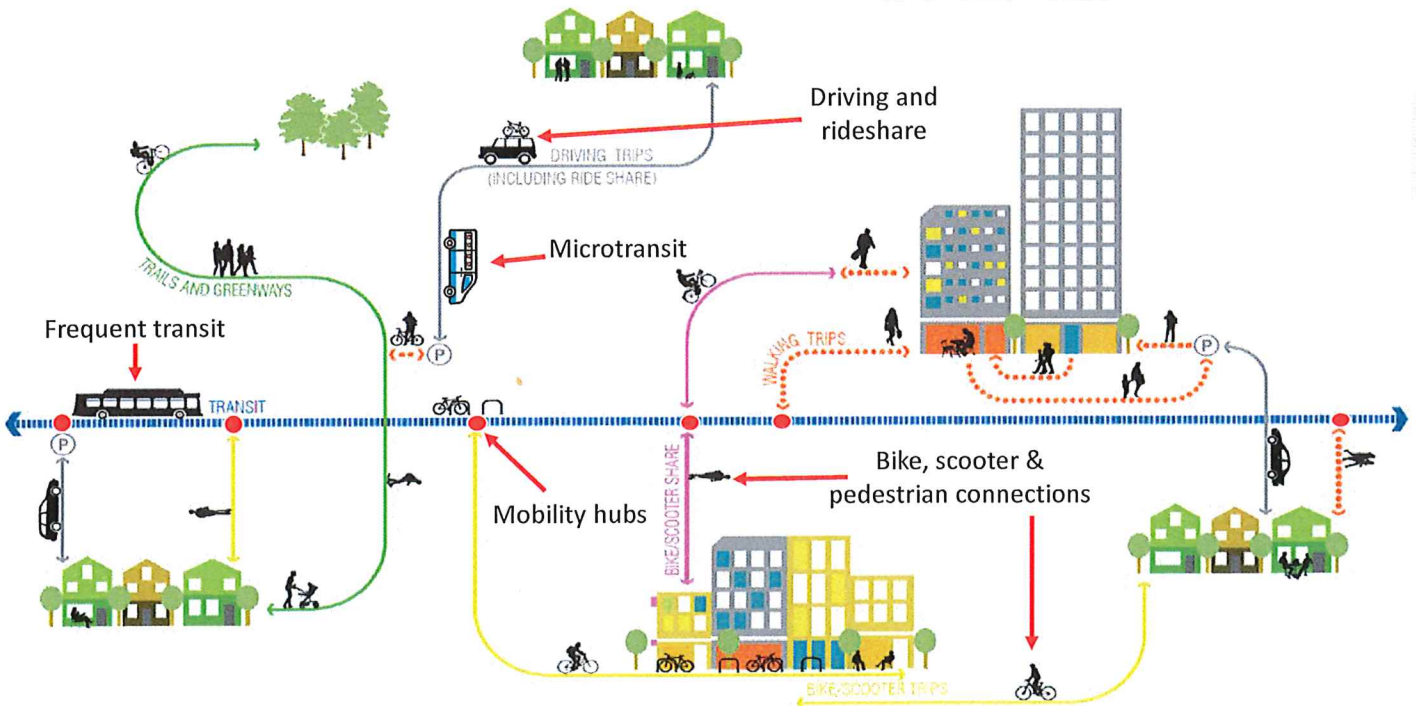 Driving and
rideshare
DRIVING TRIPS
(INCLUDING RIDE SHARE)
Microtransit
TRAILS AND GREENWAYS
Frequent transit
P
WALKING TRIPS
P
TRANSIT
P
BIKE/SCOOTER SHARE
Bike, scooter &
pedestrian connections
Mobility hubs
BIKE/SCOOTER TRIPS